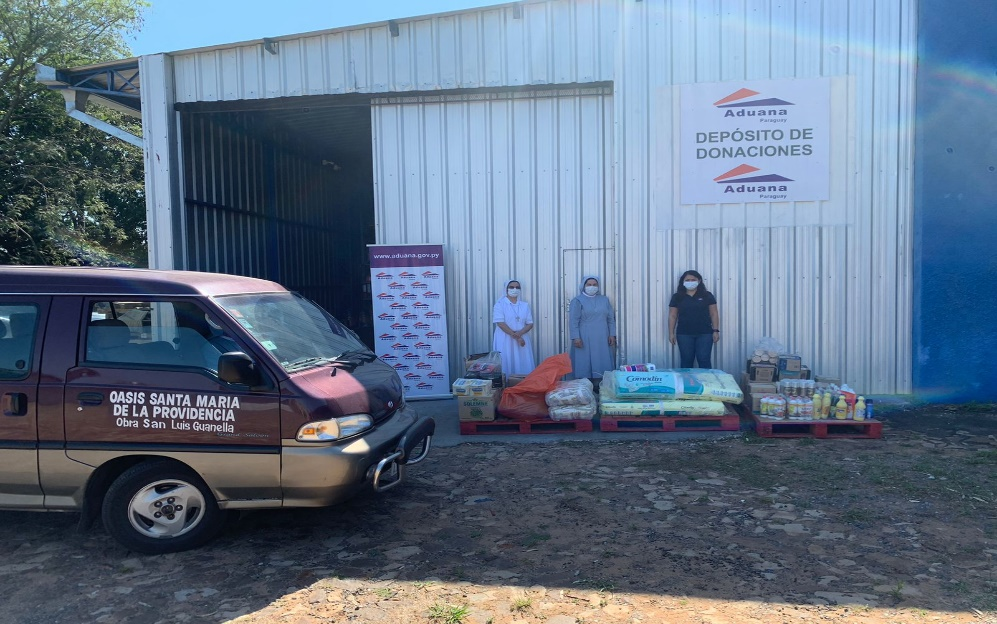 Aduana
Paraguay
DEPÓSITO DE
DONACIONES
Aduana
Paraguay
www.aduana.gov.py
OASIS SANTA MARIA
DE LA PROVIDENCIA
Obra San Luis Guanella